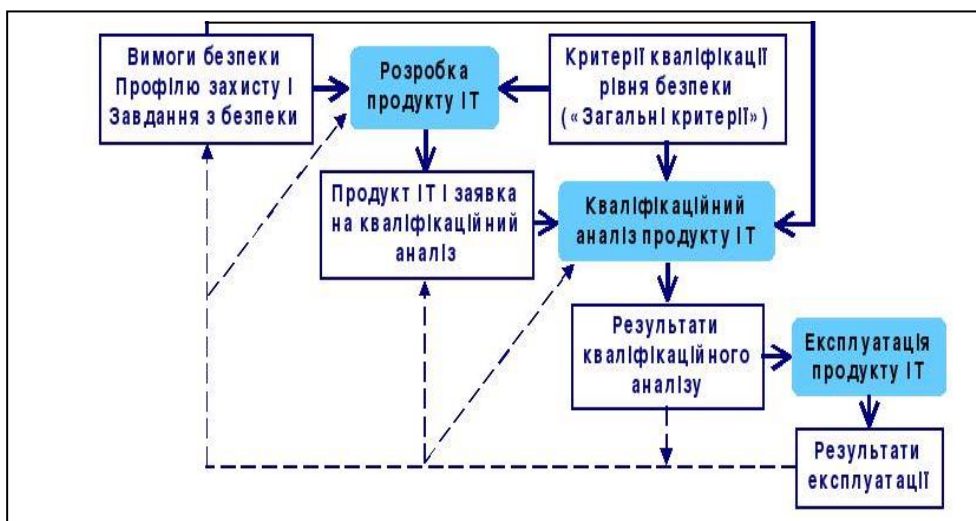 Вимоги безпеки
Профілю захисту і
Завдання з безпеки
Розробка
продукту ІТ
Критерії кваліфікації
рівня безпеки
(«Загальні критерії»)
Продукт ІТ і заявка
на кваліфікаційний
аналіз
Кваліфікаційний
аналіз продукту ІТ
Результати
кваліфікаційного
аналізу
Експлуатація
продукту ІТ
Результати
експлуатації